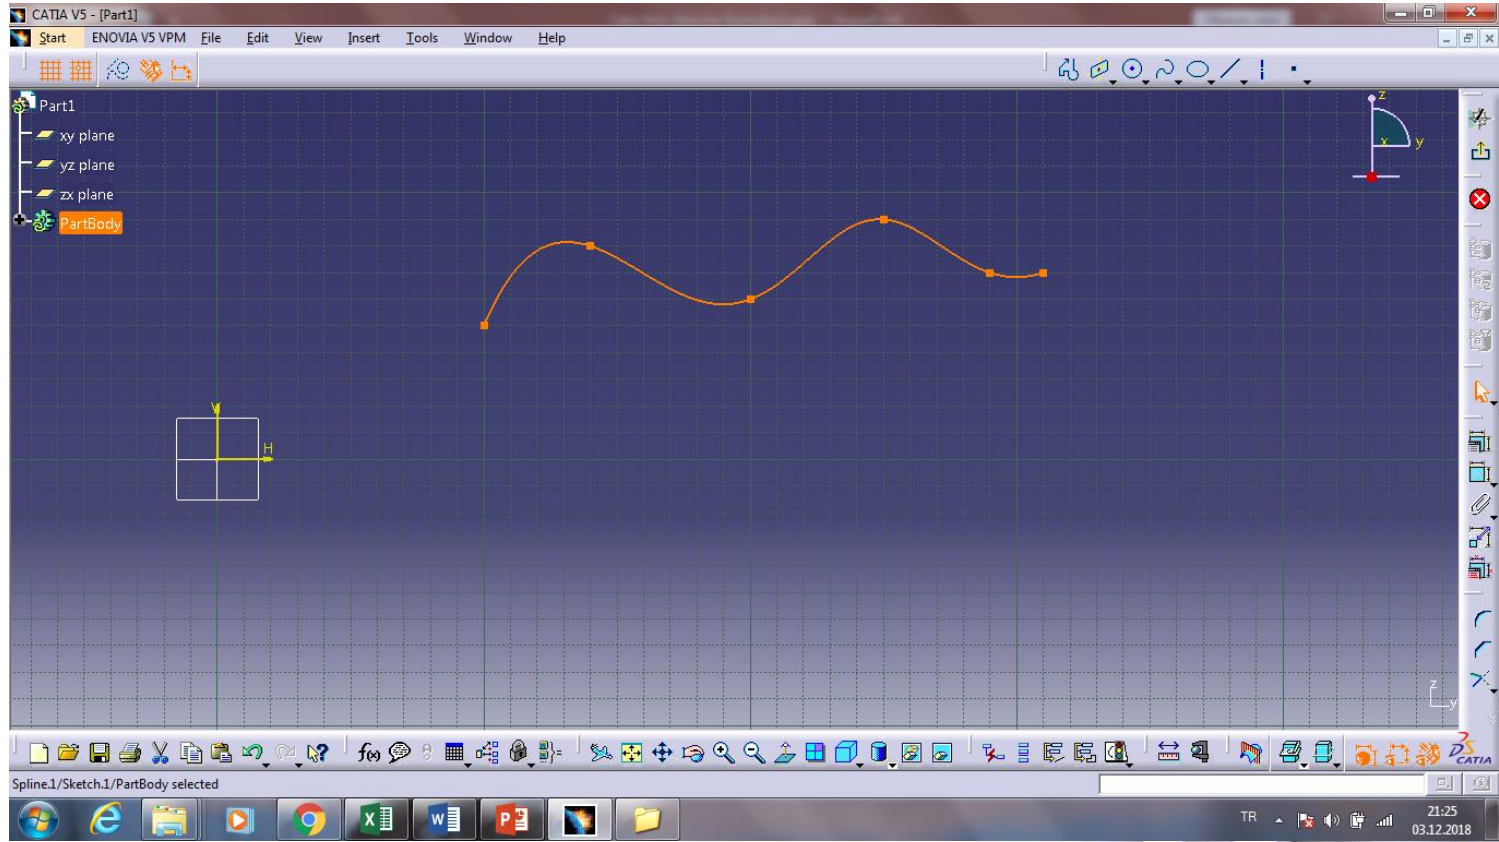 CATIA V5 - [Part1]
Start ENOVIA V5 VPM File Edit View Insert Tools Window Help
Part1
xy plane
yz plane
zx plane
PartBody
z
x y
V
H
z
y
f(x)
CATIA
Spline.1/Sketch.1/PartBody selected
TR 21:25
03.12.2018